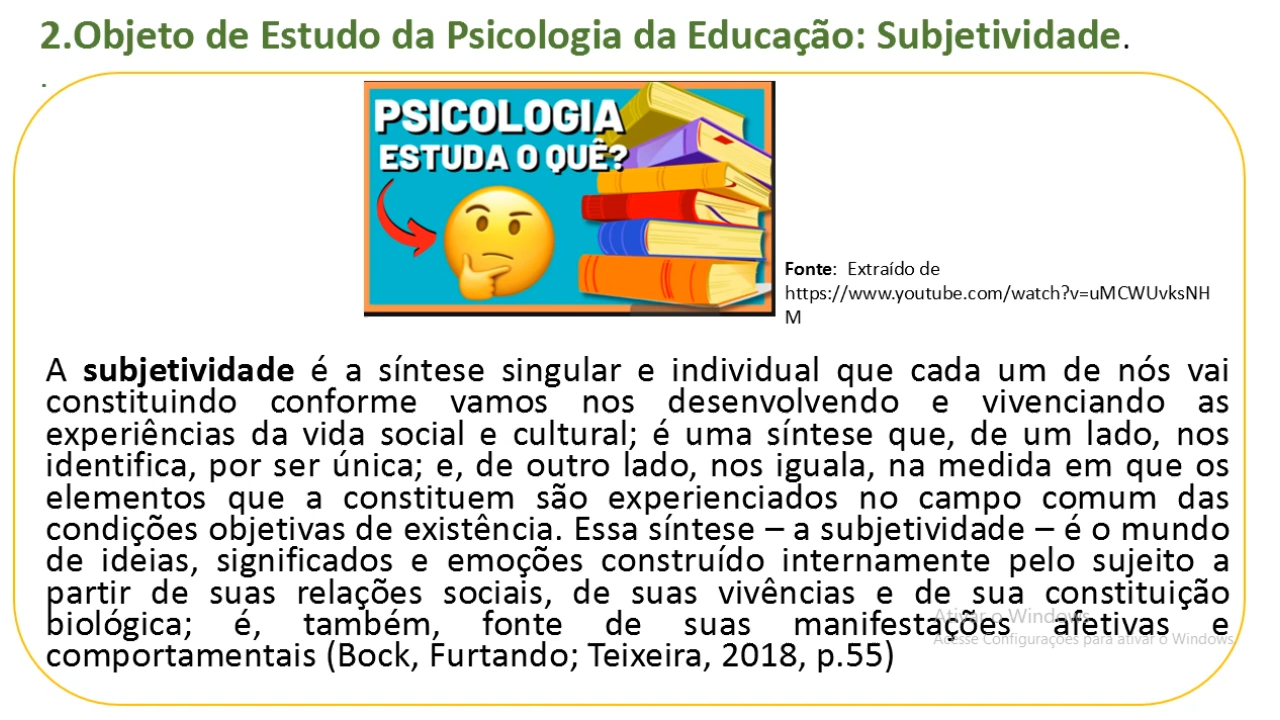 2.Objeto de Estudo da Psicologia da Educação: Subjetividade.
.
PSICOLOGIA
ESTUDA O QUÊ?
Fonte: Extraído de
https://www.youtube.com/watch?v=uMCWUvksNH
M
A subjetividade é a síntese singular e individual que cada um de nós vai
constituindo conforme vamos nos desenvolvendo e vivenciando as
experiências da vida social e cultural; é uma síntese que, de um lado, nos
identifica, por ser única; e, de outro lado, nos iguala, na medida em que os
elementos que a constituem são experienciados no campo comum das
condições objetivas de existência. Essa síntese – a subjetividade – é o mundo
de ideias, significados e emoções construído internamente pelo sujeito a
partir de suas relações sociais, de suas vivências e de sua constituição
biológica; é, também, fonte de suas manifestações afetivas e
comportamentais (Bock, Furtando; Teixeira, 2018, p.55)
Ativar o Windows
Acesse Configurações para ativar o Windows.